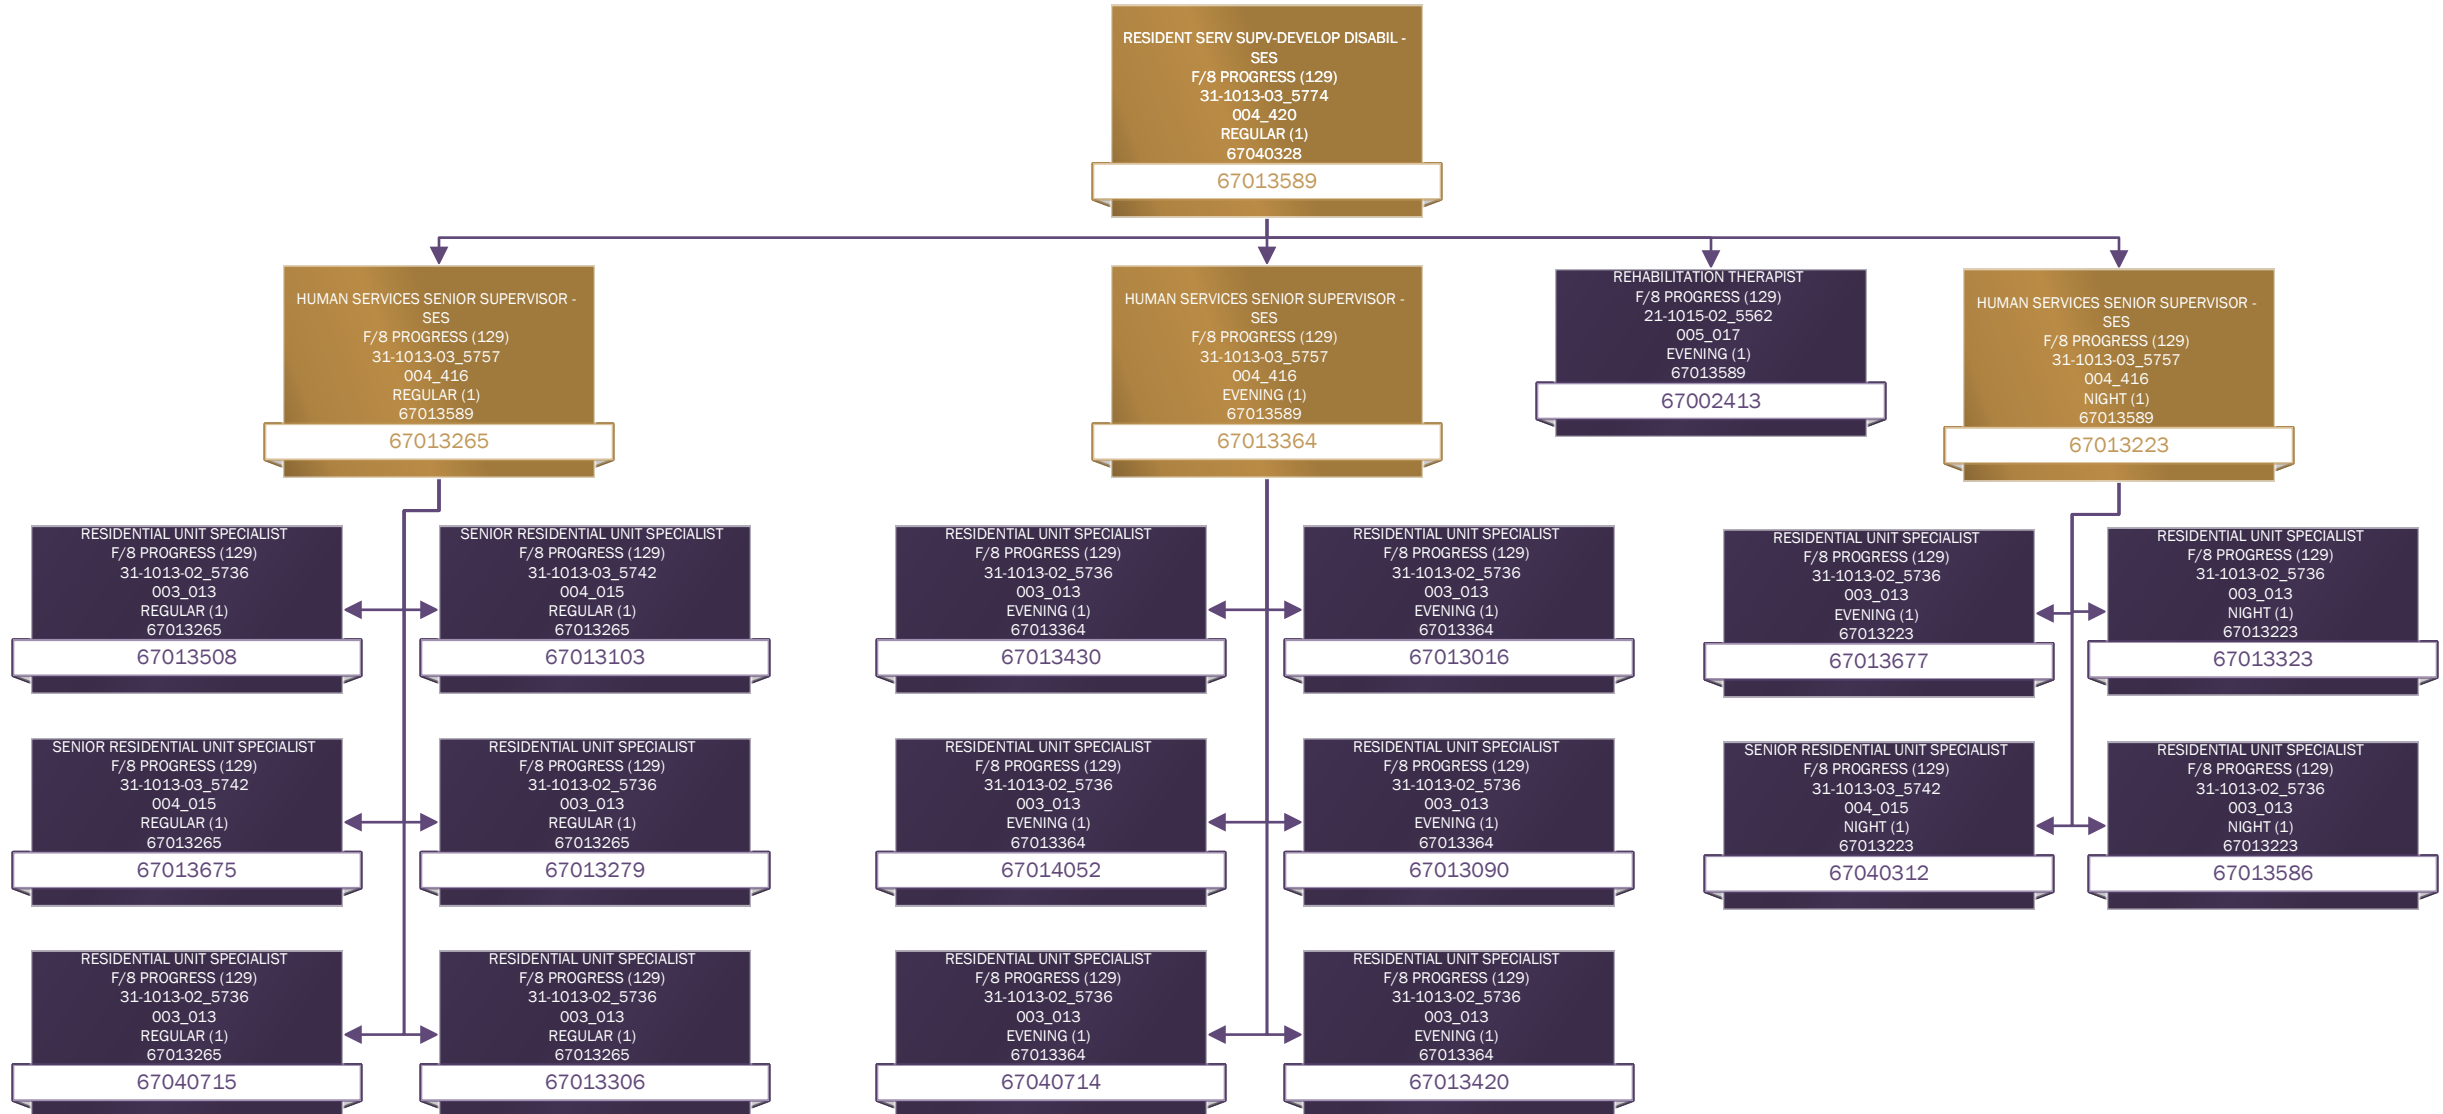 RESIDENT SERV SUPV-DEVELOP DISABIL -
SES
F/8 PROGRESS (129)
31-1013-03_5774
004_420
REGULAR (1)
67040328
67013589
HUMAN SERVICES SENIOR SUPERVISOR -
SES
F/8 PROGRESS (129)
31-1013-03_5757
004_416
REGULAR (1)
67013589
67013265
HUMAN SERVICES SENIOR SUPERVISOR -
SES
F/8 PROGRESS (129)
31-1013-03_5757
004_416
EVENING (1)
67013589
67013364
REHABILITATION THERAPIST
F/8 PROGRESS (129)
21-1015-02_5562
005_017
EVENING (1)
67013589
67002413
HUMAN SERVICES SENIOR SUPERVISOR -
SES
F/8 PROGRESS (129)
31-1013-03_5757
004_416
NIGHT (1)
67013589
67013223
RESIDENTIAL UNIT SPECIALIST
F/8 PROGRESS (129)
31-1013-02_5736
003_013
REGULAR (1)
67013265
67013508
SENIOR RESIDENTIAL UNIT SPECIALIST
F/8 PROGRESS (129)
31-1013-03_5742
004_015
REGULAR (1)
67013265
67013103
RESIDENTIAL UNIT SPECIALIST
F/8 PROGRESS (129)
31-1013-02_5736
003_013
EVENING (1)
67013364
67013430
RESIDENTIAL UNIT SPECIALIST
F/8 PROGRESS (129)
31-1013-02_5736
003_013
EVENING (1)
67013364
67013016
RESIDENTIAL UNIT SPECIALIST
F/8 PROGRESS (129)
31-1013-02_5736
003_013
EVENING (1)
67013223
67013677
RESIDENTIAL UNIT SPECIALIST
F/8 PROGRESS (129)
31-1013-02_5736
003_013
NIGHT (1)
67013223
67013323
SENIOR RESIDENTIAL UNIT SPECIALIST
F/8 PROGRESS (129)
31-1013-03_5742
004_015
REGULAR (1)
67013265
67013675
RESIDENTIAL UNIT SPECIALIST
F/8 PROGRESS (129)
31-1013-02_5736
003_013
REGULAR (1)
67013265
67013279
RESIDENTIAL UNIT SPECIALIST
F/8 PROGRESS (129)
31-1013-02_5736
003_013
EVENING (1)
67013364
67014052
RESIDENTIAL UNIT SPECIALIST
F/8 PROGRESS (129)
31-1013-02_5736
003_013
EVENING (1)
67013364
67013090
SENIOR RESIDENTIAL UNIT SPECIALIST
F/8 PROGRESS (129)
31-1013-03_5742
004_015
NIGHT (1)
67013223
67040312
RESIDENTIAL UNIT SPECIALIST
F/8 PROGRESS (129)
31-1013-02_5736
003_013
NIGHT (1)
67013223
67013586
RESIDENTIAL UNIT SPECIALIST
F/8 PROGRESS (129)
31-1013-02_5736
003_013
REGULAR (1)
67013265
67040715
RESIDENTIAL UNIT SPECIALIST
F/8 PROGRESS (129)
31-1013-02_5736
003_013
REGULAR (1)
67013265
67013306
RESIDENTIAL UNIT SPECIALIST
F/8 PROGRESS (129)
31-1013-02_5736
003_013
EVENING (1)
67013364
67040714
RESIDENTIAL UNIT SPECIALIST
F/8 PROGRESS (129)
31-1013-02_5736
003_013
EVENING (1)
67013364
67013420